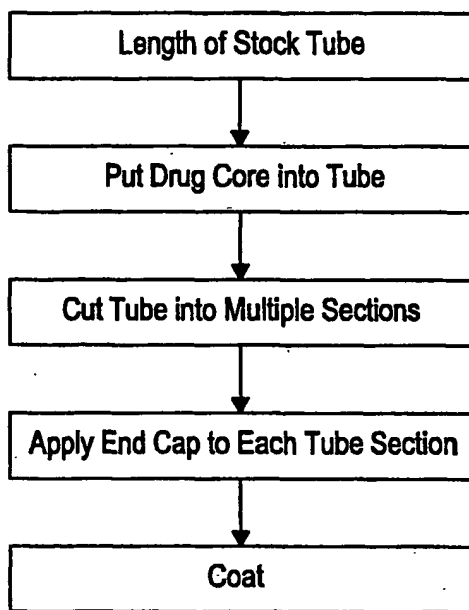 Length of Stock Tube
Put Drug Core into Tube
Cut Tube into Multiple Sections
Apply End Cap to Each Tube Section
Coat